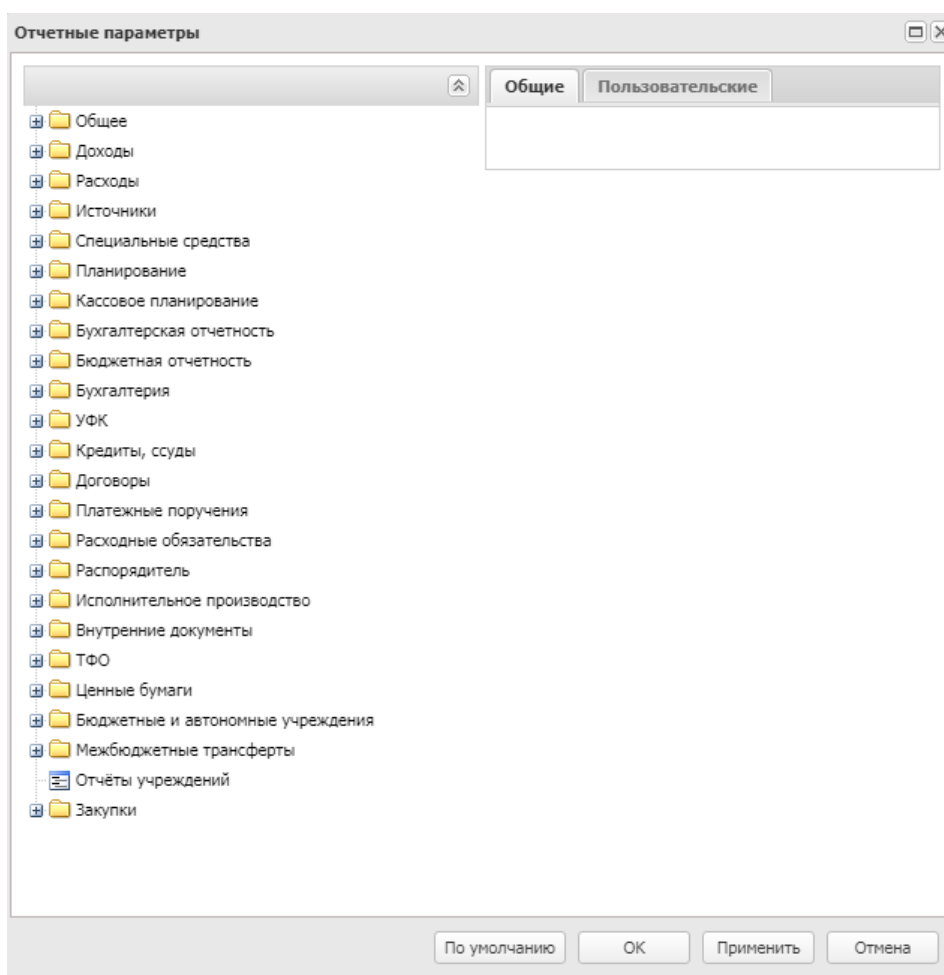 Отчетные параметры
Общие Пользовательские
Общее
Доходы
Расходы
Источники
Специальные средства
Планирование
Кассовое планирование
Бухгалтерская отчетность
Бюджетная отчетность
Бухгалтерия
УФК
Кредиты, ссуды
Договоры
Платежные поручения
Расходные обязательства
Распорядитель
Исполнительное производство
Внутренние документы
ТФО
Ценные бумаги
Бюджетные и автономные учреждения
Межбюджетные трансферты
Отчёты учреждений
Закупки
По умолчанию ОК Применить Отмена